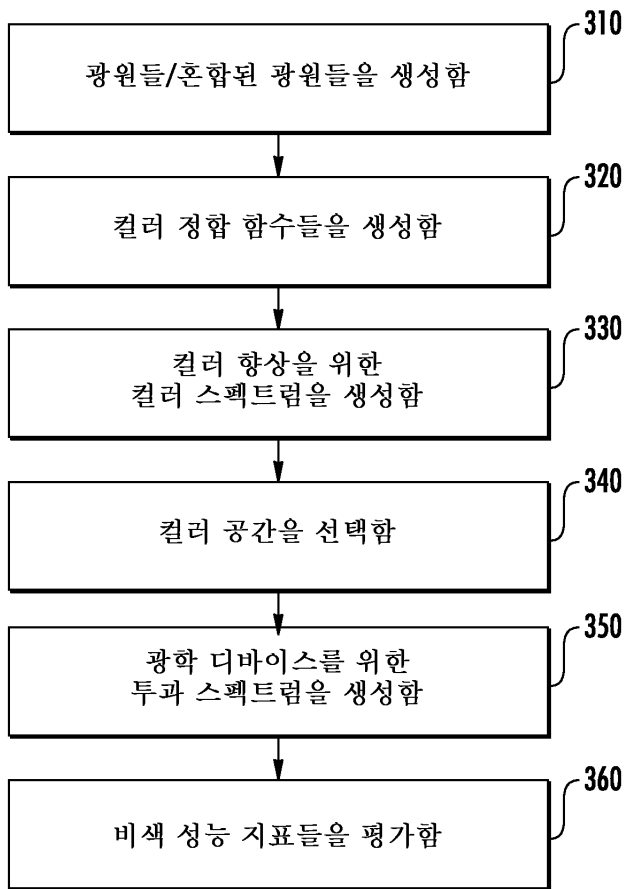 310
광원들/혼합된 광원들을 생성함
320
컬러 정합 함수들을 생성함
330
컬러 향상을 위한
컬러 스펙트럼을 생성함
340
컬러 공간을 선택함
350
광학 디바이스를 위한
투과 스펙트럼을 생성함
360
비색 성능 지표들을 평가함